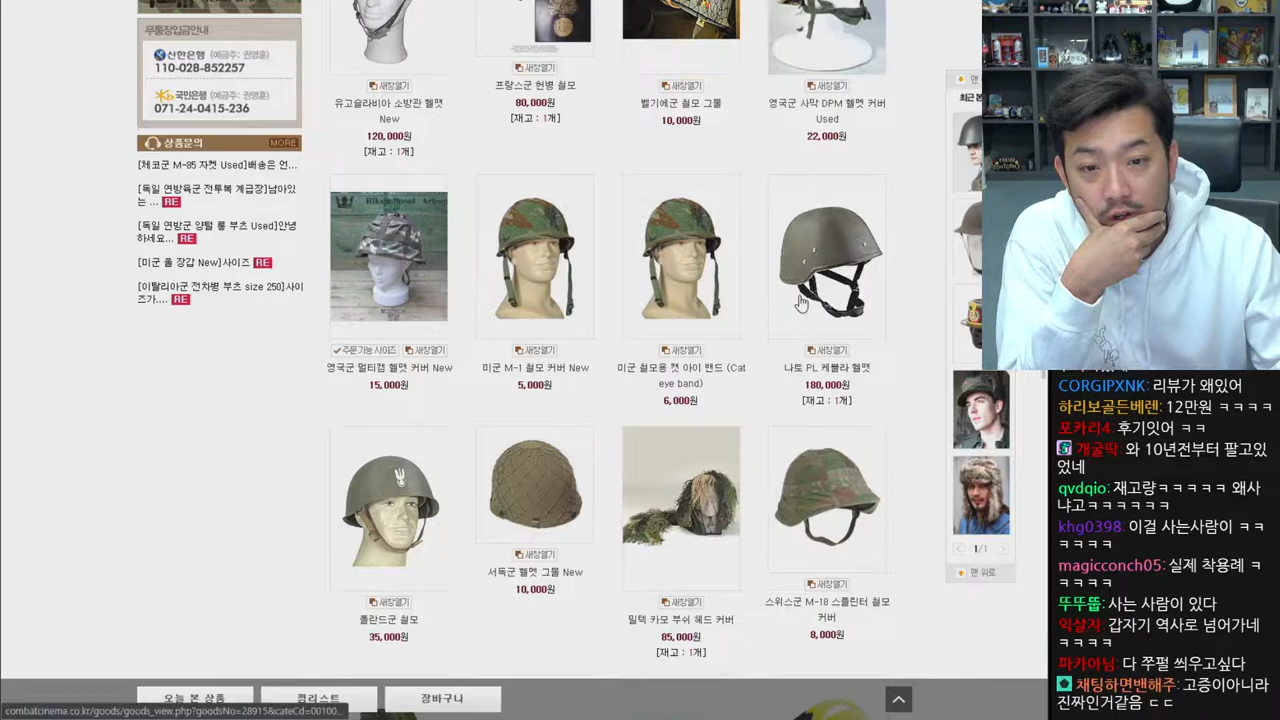 무통장입금안내
신한은행 (예금주: 권영훈)
110-028-852257
국민은행 (예금주: 권영훈)
071-24-0415-236
상품문의 MORE
[체코군 M-85 자켓 Used]배송은 언...
[독일 연방육군 전투복 계급장]남아있
는 ... RE
[독일 연방군 양털 롱 부츠 Used]안녕
하세요... RE
[미군 울 장갑 New]사이즈 RE
[이탈리아군 전차병 부츠 size 250]사이
즈가.... RE
새창열기
유고슬라비아 소방관 헬멧
New
120,000원
[재고 : 1개]
새창열기
프랑스군 헌병 철모
80,000원
[재고 : 1개]
새창열기
벨기에군 철모 그물
10,000원
새창열기
영국군 사막 DPM 헬멧 커버
Used
22,000원
주문가능 사이즈 새창열기
영국군 멀티캠 헬멧 커버 New
15,000원
새창열기
미군 M-1 철모 커버 New
5,000원
새창열기
미군 철모용 캣 아이 밴드 (Cat
eye band)
6,000원
새창열기
나토 PL 케블라 헬멧
180,000원
[재고 : 1개]
새창열기
폴란드군 철모
35,000원
새창열기
서독군 헬멧 그물 New
10,000원
새창열기
밀텍 카모 부쉬 헤드 커버
85,000원
[재고 : 1개]
새창열기
스위스군 M-18 스플린터 철모
커버
8,000원
맨
최근 본
1/1
맨 위로
오늘 본 상품
찜리스트
장바구니
combatcinema.co.kr/goods/goods_view.php?goodsNo=28915&cateCd=00100...
CORGIPXNK: 리뷰가 왜있어
하리보골든베렌: 12만원 ㅋㅋㅋㅋ
포카리4: 후기잇어 ㅋㅋ
개굴딱: 와 10년전부터 팔고있
었네
qvdqio: 재고량ㅋㅋㅋㅋㅋ 왜사
냐고ㅋㅋㅋㅋㅋㅋ
khg0398: 이걸 사는사람이 ㅋㅋ
ㅋㅋㅋㅋ
magicconch05: 실제 착용례 ㅋ
ㅋㅋㅋㅋ
뚜뚜뚭: 사는 사람이 있다
익살자: 갑자기 역사로 넘어가네
ㅋㅋㅋㅋ
파카아님: 다 쭈펄 씌우고싶다
채팅하면밴해주: 고증이아니라
진짜인거같음 ㄷㄷ